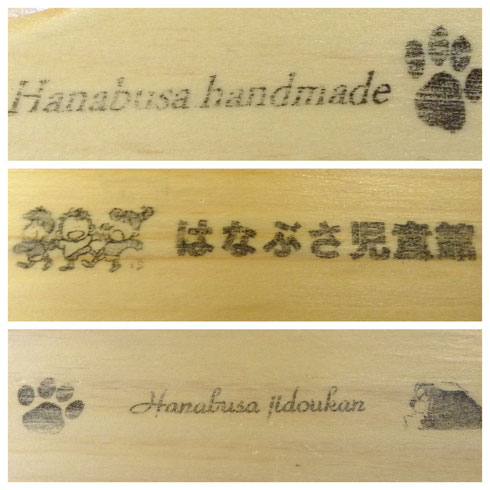 Hanabusa handmade
はなぶさ児童館
Hanabusa jidoukan